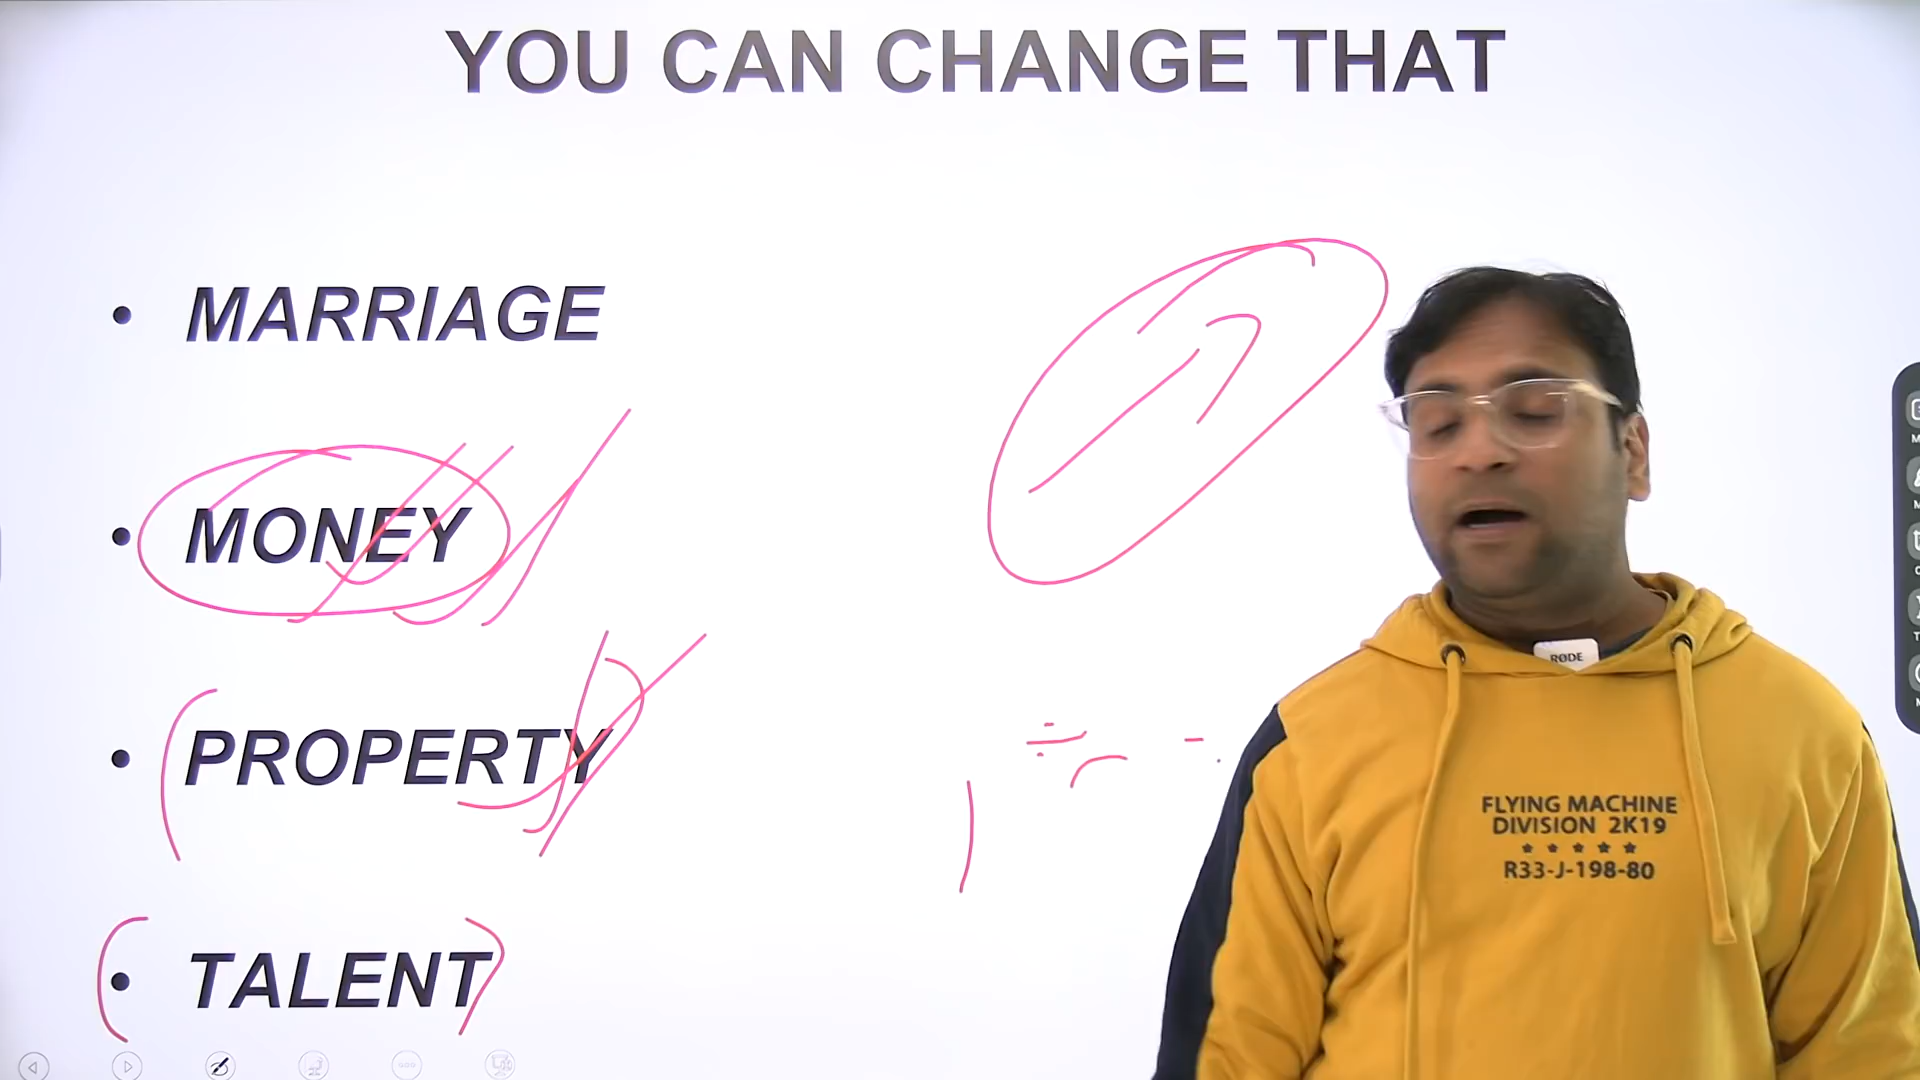 YOU CAN CHANGE THAT
• MARRIAGE
• MONEY
• PROPERTY
• TALENT
RØDE
FLYING MACHINE
DIVISION 2K19
R33-J-198-80